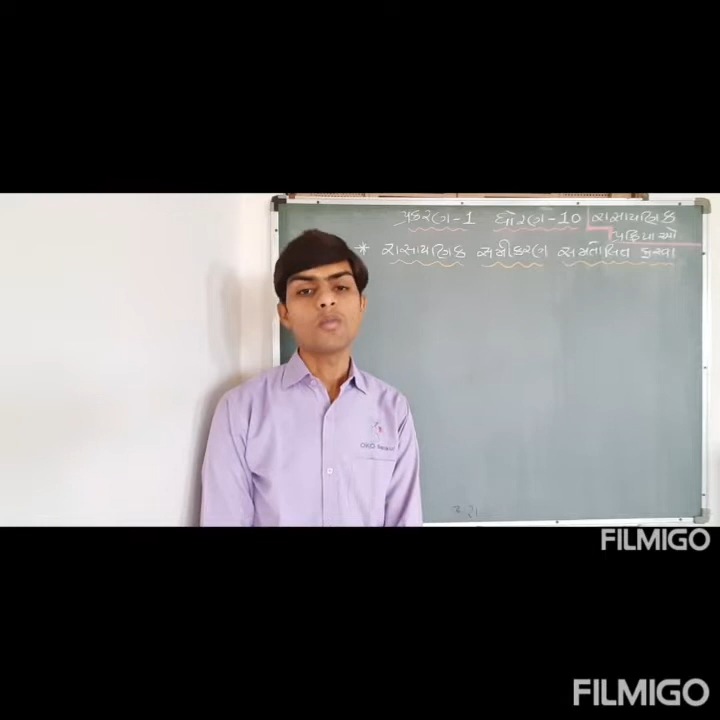 પ્રકરણ-1 ધોરણ-10 રાસાયણિક
પ્રક્રિયાઓ
* રાસાયણિક સમીકરણ સમતોલિત કરવા
FILMIGO
FILMIGO